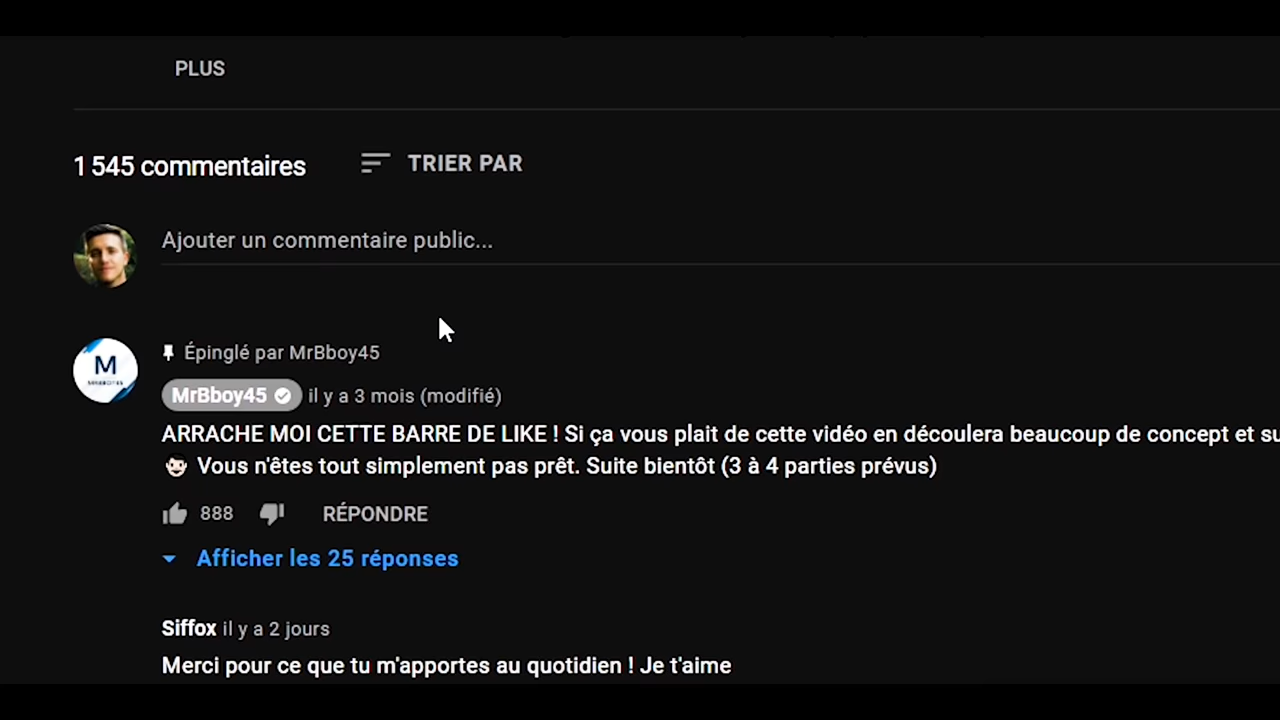 PLUS
1 545 commentaires TRIER PAR
Ajouter un commentaire public...
Épinglé par MrBboy45
M
MrBboy45 il y a 3 mois (modifié)
ARRACHE MOI CETTE BARRE DE LIKE ! Si ça vous plait de cette vidéo en découlera beaucoup de concept et su
Vous n'êtes tout simplement pas prêt. Suite bientôt (3 à 4 parties prévus)
888 RÉPONDRE
Afficher les 25 réponses
Siffox il y a 2 jours
Merci pour ce que tu m'apportes au quotidien ! Je t'aime